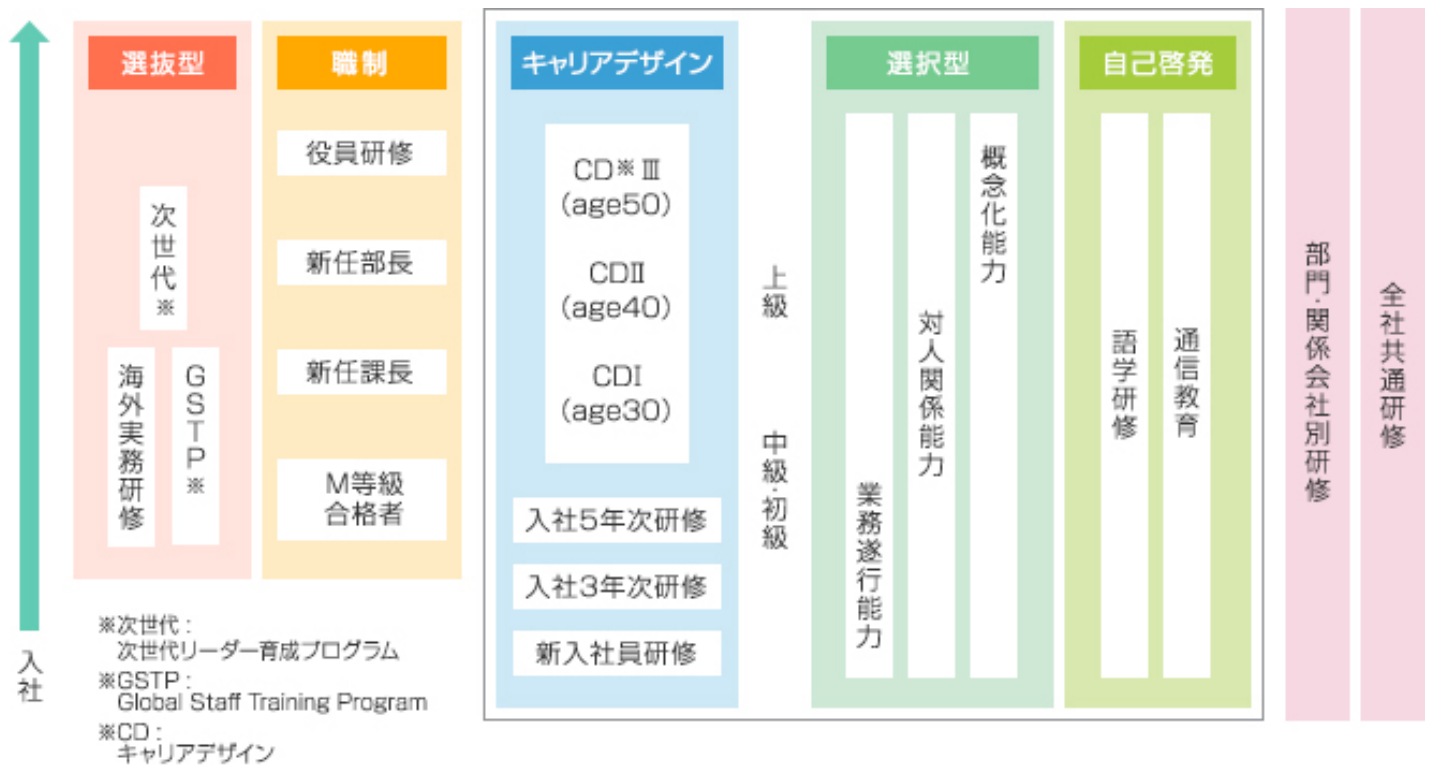 選抜型
次世代※
海外実務研修
GSTP※
職制
役員研修
新任部長
新任課長
M等級
合格者
キャリアデザイン
CD※Ⅲ
(age50)
CDII
(age40)
CDI
(age30)
入社5年次研修
入社3年次研修
新入社員研修
上級
中級・初級
選択型
業務遂行能力
対人関係能力
概念化能力
自己啓発
語学研修
通信教育
部門・関係会社別研修
全社共通研修
入社
※次世代：
次世代リーダー育成プログラム
※GSTP：
Global Staff Training Program
※CD：
キャリアデザイン